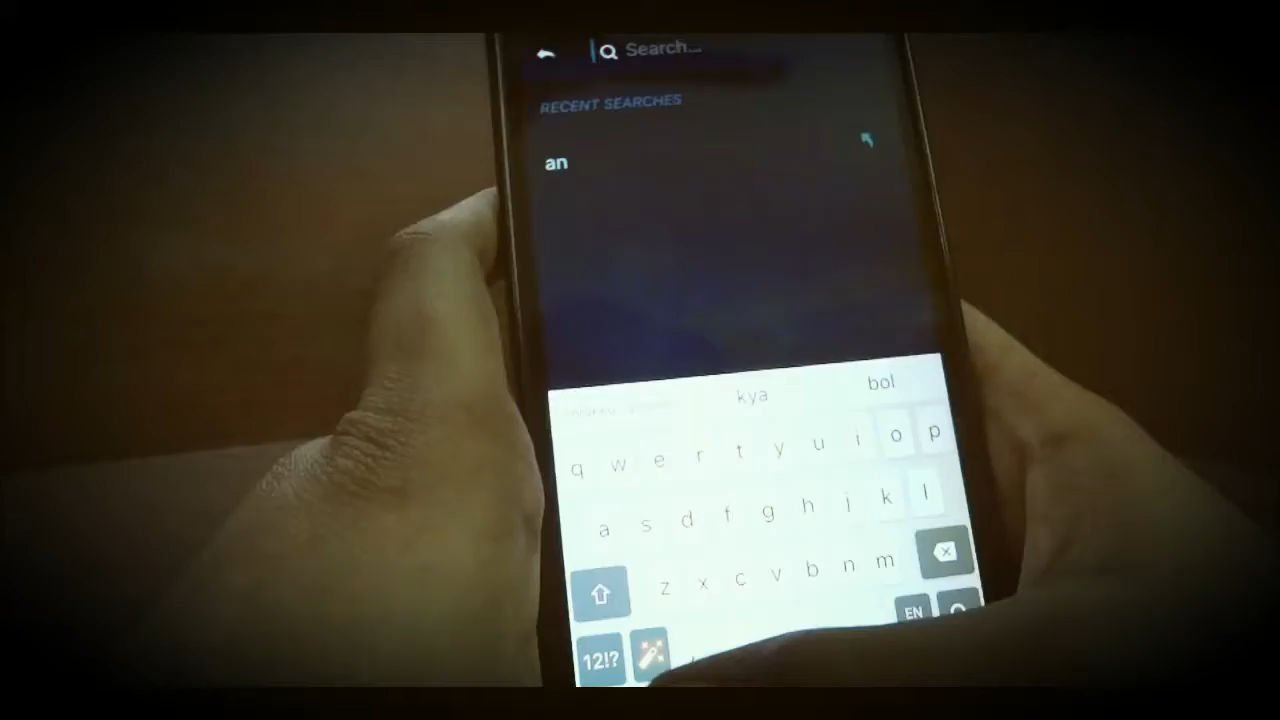 Search...
RECENT SEARCHES
an
kya bol
q w e r t y u i o p
a s d f g h j k l
z x c v b n m
EN
12!?